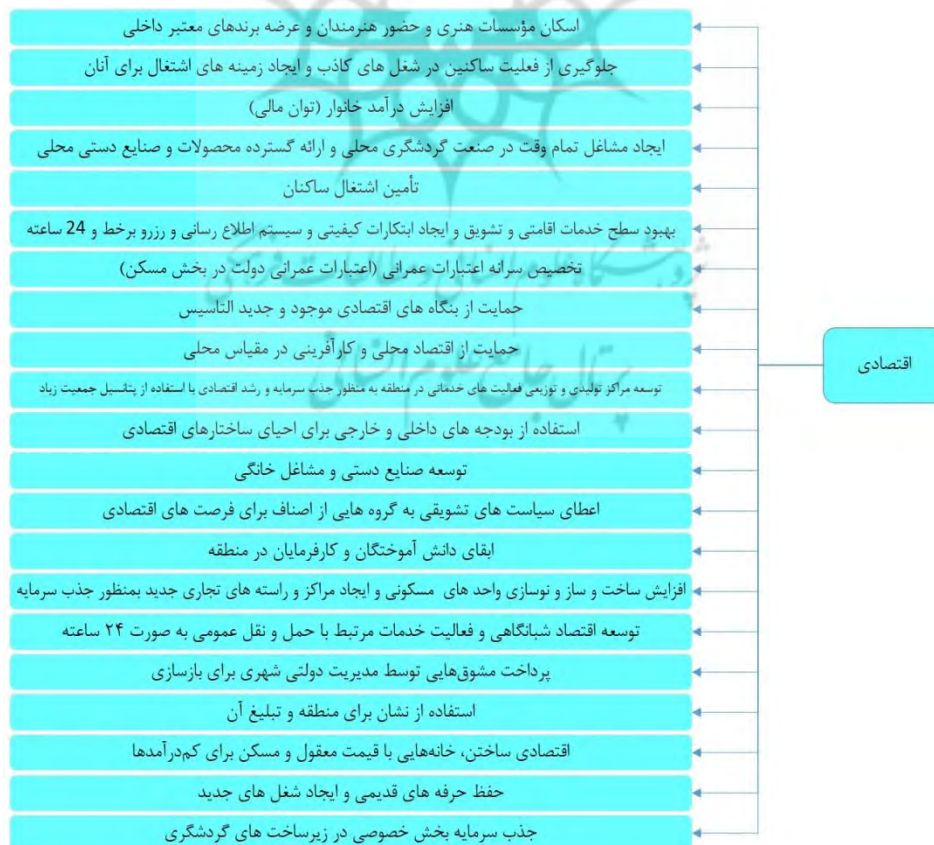 اسکان مؤسسات هنری و حضور هنرمندان و عرضه برندهای معتبر داخلی
جلوگیری از فعلیت ساکنین در شغل های کاذب و ایجاد زمینه های اشتغال برای آنان
افزایش درآمد خانوار (توان مالی)
ایجاد مشاغل تمام وقت در صنعت گردشگری محلی و ارائه گسترده محصولات و صنایع دستی محلی
تأمین اشتغال ساکنان
بهبود سطح خدمات اقامتی و تشویق و ایجاد ابتکارات کیفیتی و سیستم اطلاع رسانی و رزرو برخط و 24 ساعته
تخصیص سرانه اعتبارات عمرانی (اعتبارات عمرانی دولت در بخش مسکن)
حمایت از بنگاه های اقتصادی موجود و جدید التاسیس
حمایت از اقتصاد محلی و کارآفرینی در مقیاس محلی
توسعه مراکز تولیدی و توزیعی فعالیت های خدماتی در منطقه به منظور جذب سرمایه و رشد اقتصادی با استفاده از پتانسیل جمعیت زیاد
استفاده از بودجه های داخلی و خارجی برای احیای ساختارهای اقتصادی
توسعه صنایع دستی و مشاغل خانگی
اعطای سیاست های تشویقی به گروه هایی از اصناف برای فرصت های اقتصادی
ابقای دانش آموختگان و کارفرمایان در منطقه
افزایش ساخت و ساز و نوسازی واحد های مسکونی و ایجاد مراکز و راسته های تجاری جدید بمنظور جذب سرمایه
توسعه اقتصاد شبانگاهی و فعالیت خدمات مرتبط با حمل و نقل عمومی به صورت ۲۴ ساعته
پرداخت مشوق‌هایی توسط مدیریت دولتی شهری برای بازسازی
استفاده از نشان برای منطقه و تبلیغ آن
اقتصادی ساختن، خانه‌هایی با قیمت معقول و مسکن برای کم‌درآمدها
حفظ حرفه های قدیمی و ایجاد شغل های جدید
جذب سرمایه بخش خصوصی در زیرساخت های گردشگری
اقتصادی
پژوهشگاه علوم انسانی و مطالعات فرهنگی
پرتال جامع علوم انسانی